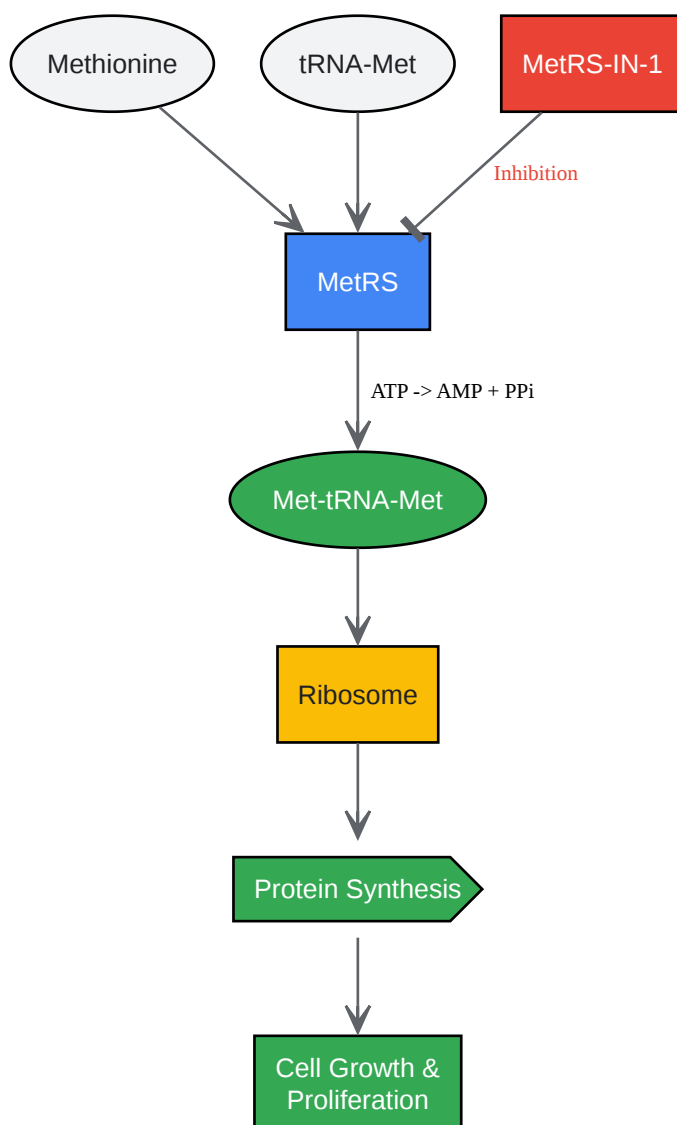 Methionine
tRNA-Met
MetRS-IN-1
Inhibition
MetRS
ATP -> AMP + PPi
Met-tRNA-Met
Ribosome
Protein Synthesis
Cell Growth &
Proliferation